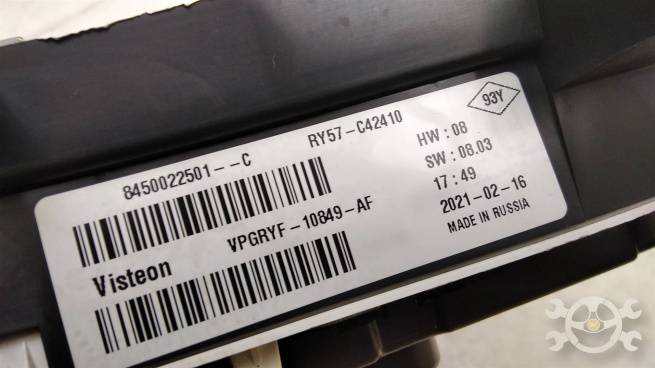 8450022501--C
RY57-C42410
VPGRYF-10849-AF
Visteon
93Y
HW : 08
SW : 08.03
17 : 49
2021-02-16
MADE IN RUSSIA